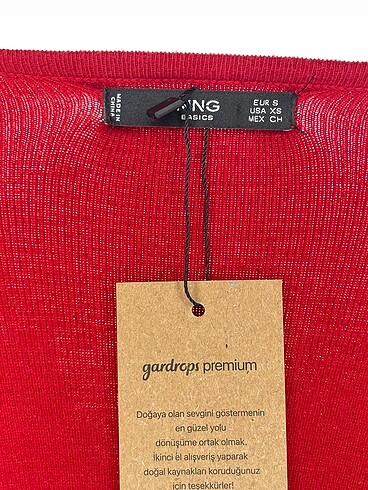 MADE IN
CHINA
BASICS
EUR S
USA XS
MEX CH
gardrops premium
Doğaya olan sevgini göstermenin
en güzel yolu
dönüşüme ortak olmak.
İkinci el alışveriş yaparak
doğal kaynakları koruduğunuz
için teşekkürler!